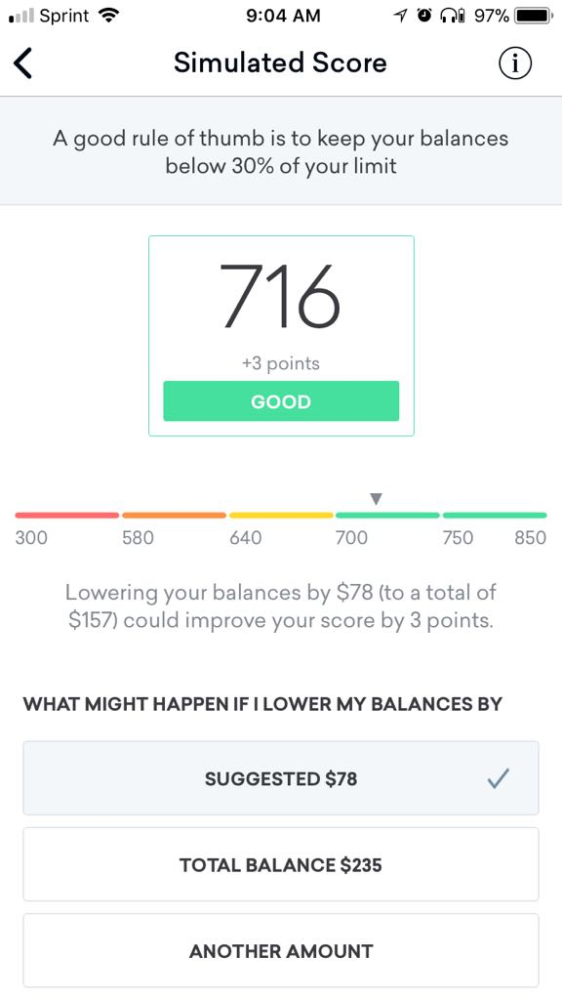 Sprint 9:04 AM 97%
Simulated Score
A good rule of thumb is to keep your balances
below 30% of your limit
716
+3 points
GOOD
300 580 640 700 750 850
Lowering your balances by $78 (to a total of
$157) could improve your score by 3 points.
WHAT MIGHT HAPPEN IF I LOWER MY BALANCES BY
SUGGESTED $78
TOTAL BALANCE $235
ANOTHER AMOUNT